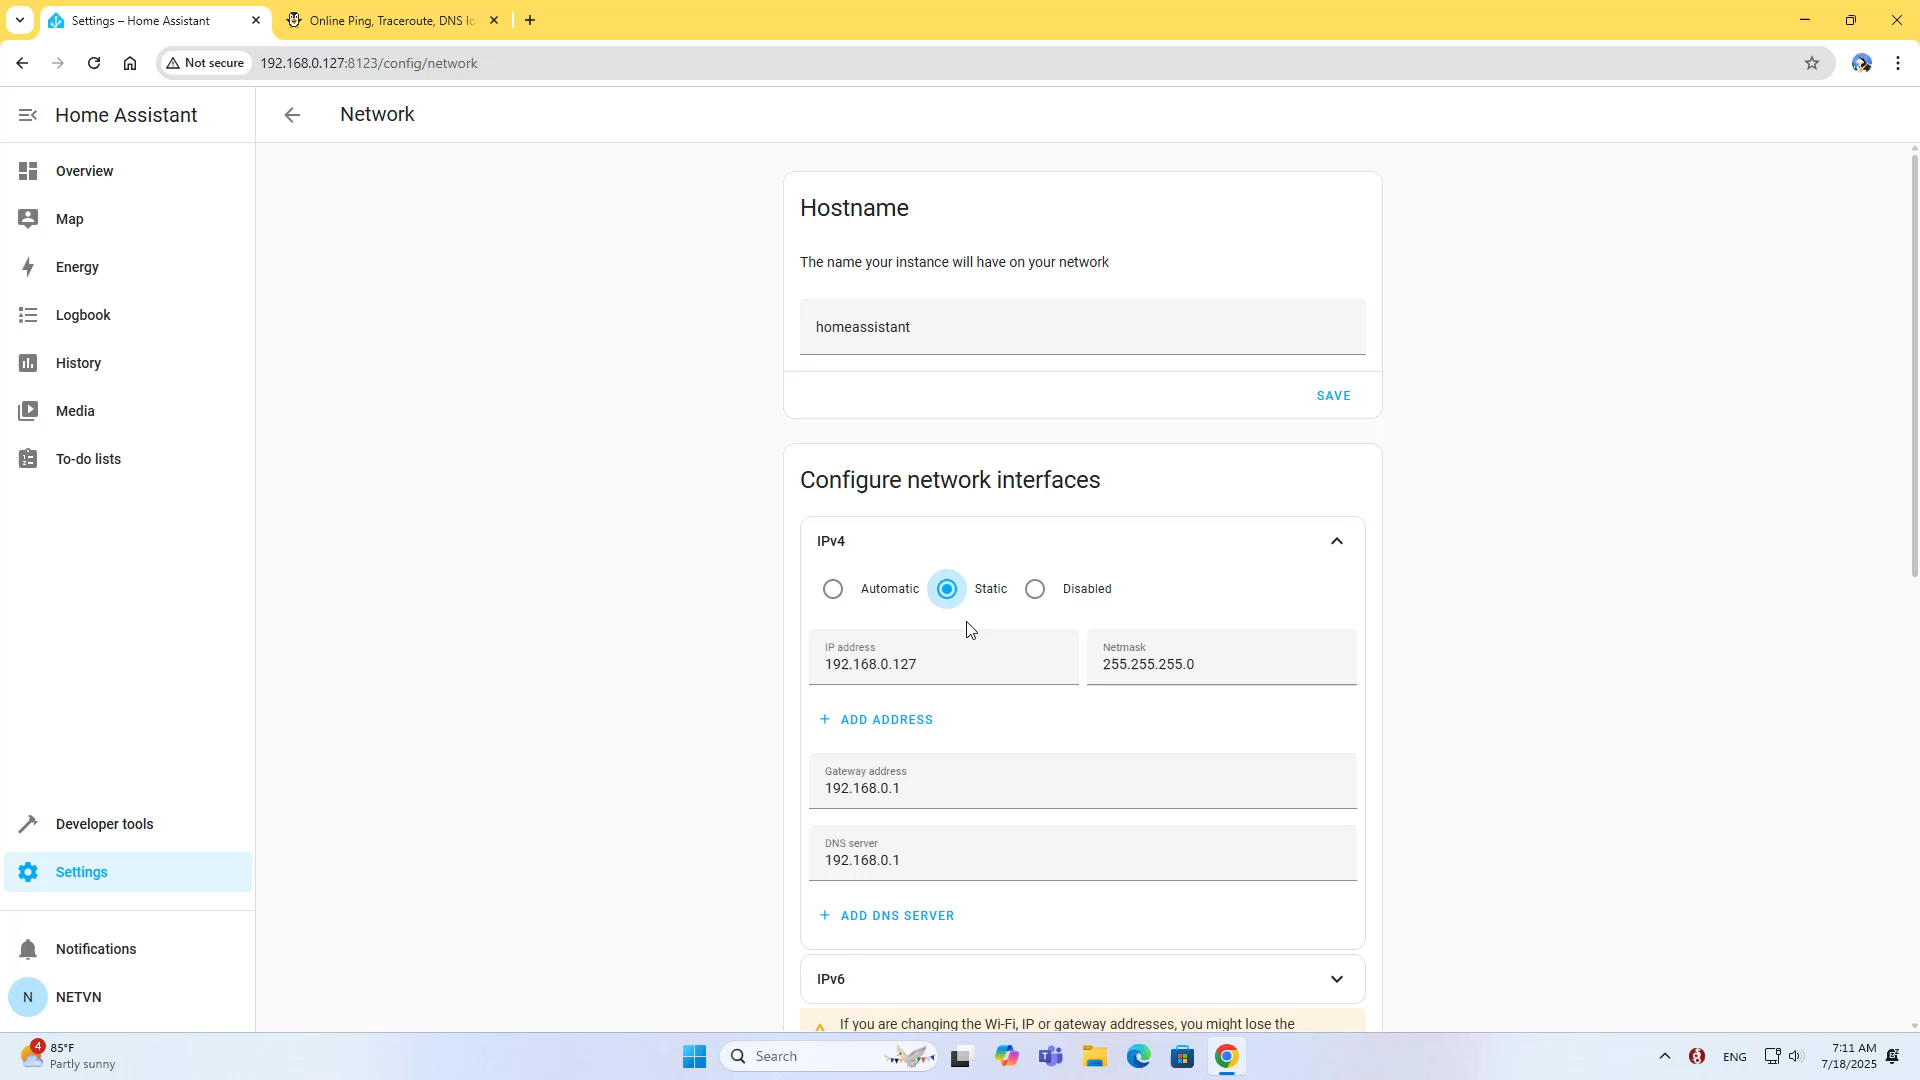 Settings – Home Assistant
Online Ping, Traceroute, DNS lo
Not secure
192.168.0.127:8123/config/network
Home Assistant
Network
Overview
Map
Energy
Logbook
History
Media
To-do lists
Developer tools
Settings
Notifications
N
NETVN
Hostname
The name your instance will have on your network
homeassistant
SAVE
Configure network interfaces
IPv4
Automatic
Static
Disabled
IP address
192.168.0.127
Netmask
255.255.255.0
+ ADD ADDRESS
Gateway address
192.168.0.1
DNS server
192.168.0.1
+ ADD DNS SERVER
IPv6
If you are changing the Wi-Fi, IP or gateway addresses, you might lose the
4
85°F
Partly sunny
Search
ENG
7:11 AM
7/18/2025